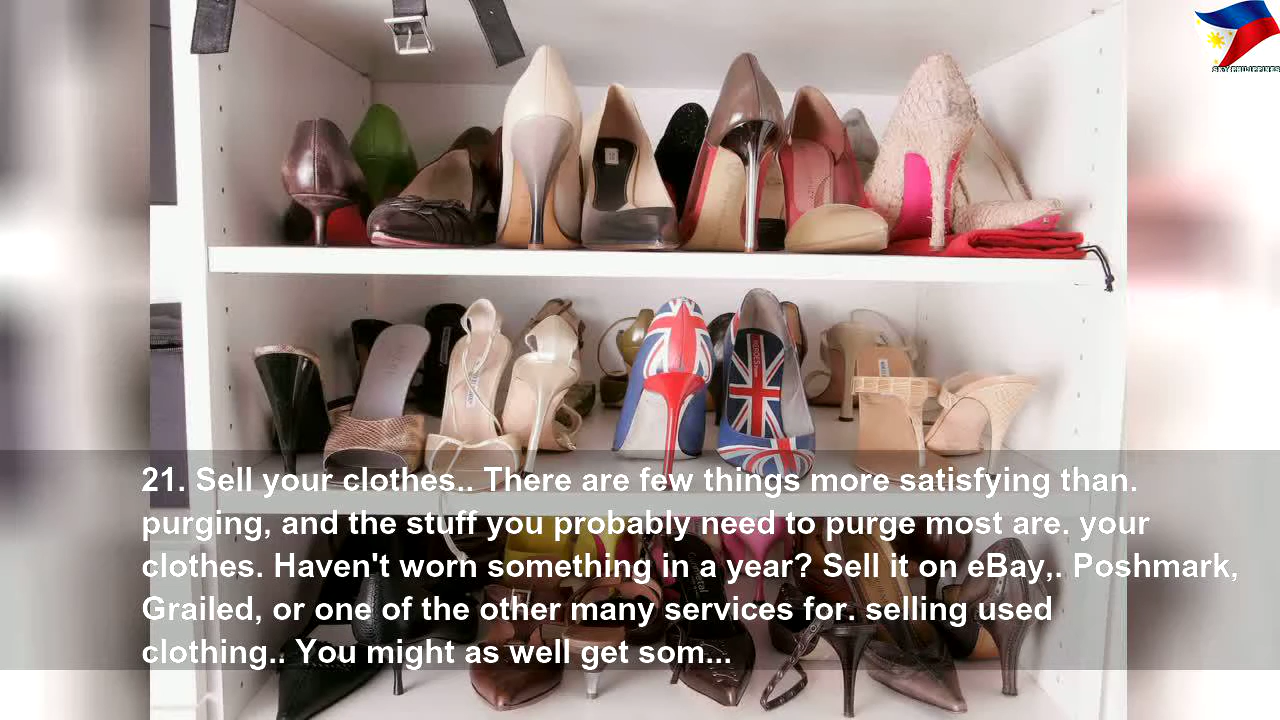 SKYPHILIPPINES
21. Sell your clothes.. There are few things more satisfying than.
purging, and the stuff you probably need to purge most are. your
clothes. Haven't worn something in a year? Sell it on eBay,. Poshmark,
Grailed, or one of the other many services for. selling used
clothing.. You might as well get som...